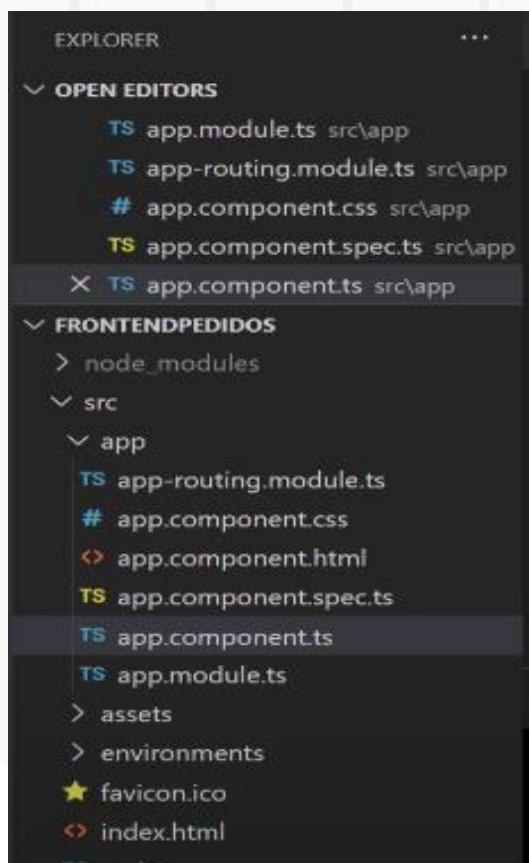 EXPLORER ...
OPEN EDITORS
TS app.module.ts src\app
TS app-routing.module.ts src\app
# app.component.css src\app
TS app.component.spec.ts src\app
TS app.component.ts src\app
FRONTENDPEDIDOS
node_modules
src
app
TS app-routing.module.ts
# app.component.css
<> app.component.html
TS app.component.spec.ts
TS app.component.ts
TS app.module.ts
assets
environments
favicon.ico
<> index.html